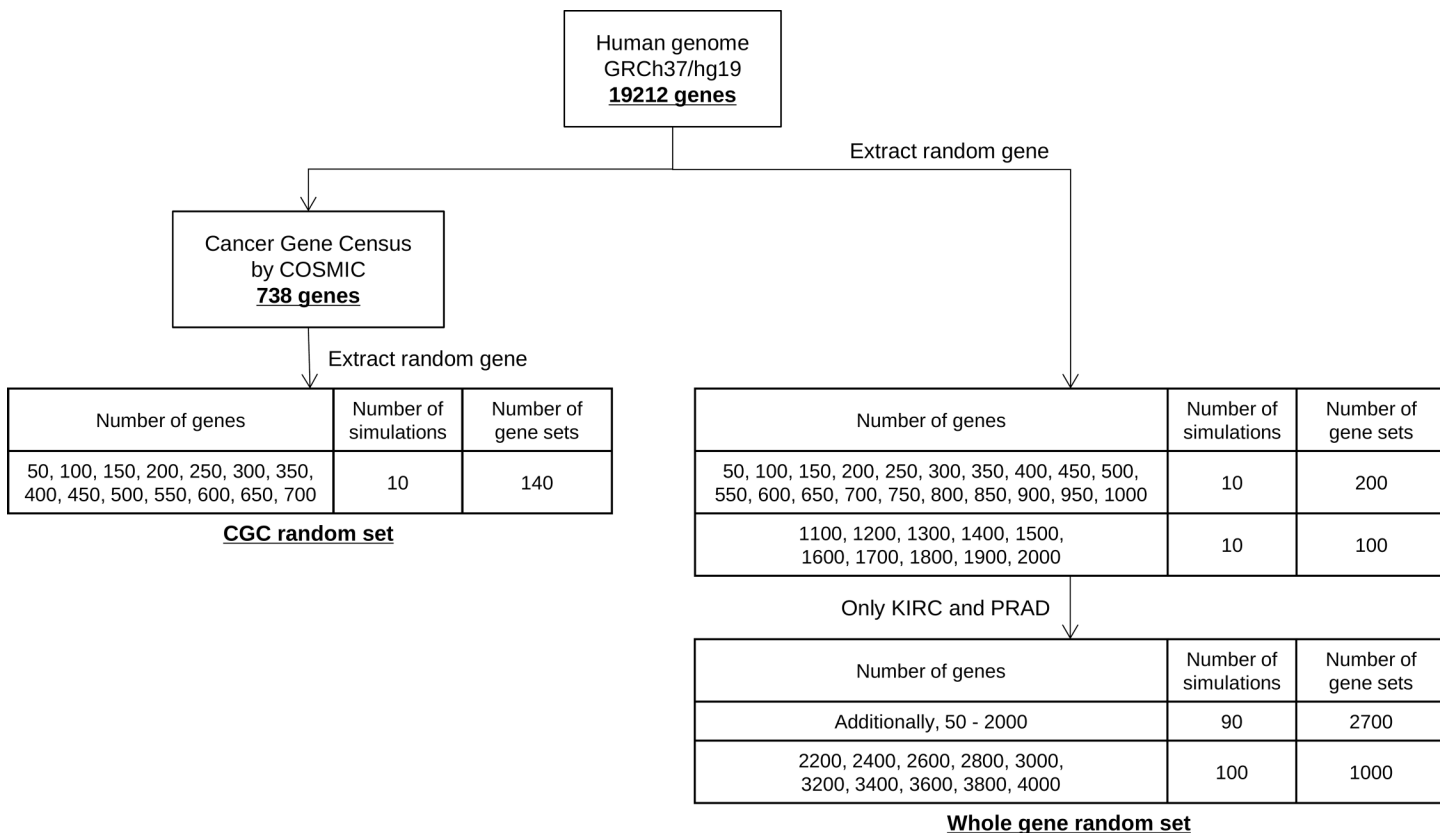 Human genome
GRCh37/hg19
19212 genes
Extract random gene
Cancer Gene Census
by COSMIC
738 genes
Extract random gene
Number of genes
Number of
simulations
Number of
gene sets
50, 100, 150, 200, 250, 300, 350,
400, 450, 500, 550, 600, 650, 700
10
140
CGC random set
Number of genes
Number of
simulations
Number of
gene sets
50, 100, 150, 200, 250, 300, 350, 400, 450, 500,
550, 600, 650, 700, 750, 800, 850, 900, 950, 1000
10
200
1100, 1200, 1300, 1400, 1500,
1600, 1700, 1800, 1900, 2000
10
100
Only KIRC and PRAD
Number of genes
Number of
simulations
Number of
gene sets
Additionally, 50 - 2000
90
2700
2200, 2400, 2600, 2800, 3000,
3200, 3400, 3600, 3800, 4000
100
1000
Whole gene random set